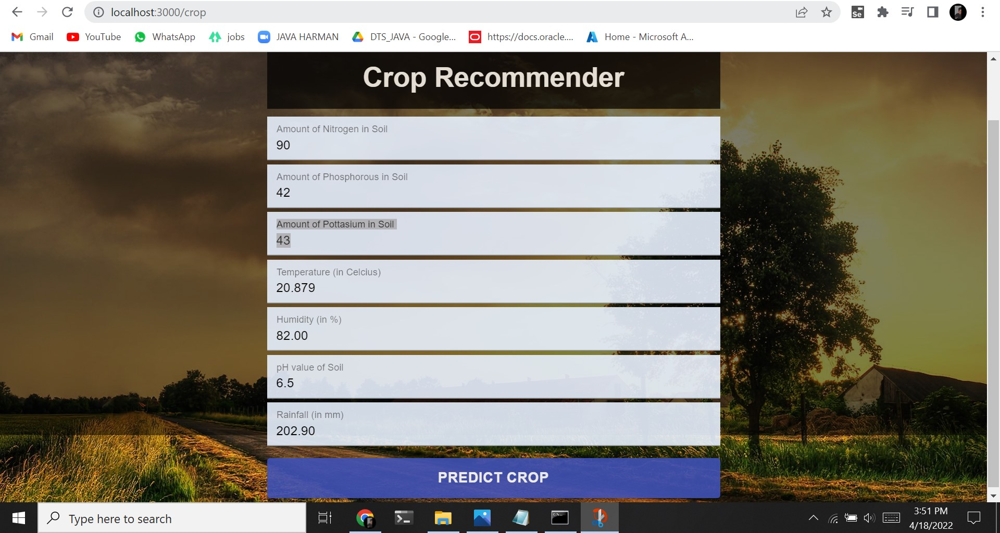 localhost:3000/crop
Se
Gmail
YouTube
WhatsApp
jobs
JAVA HARMAN
DTS_JAVA - Google...
https://docs.oracle....
Home - Microsoft A...
Crop Recommender
Amount of Nitrogen in Soil
90
Amount of Phosphorous in Soil
42
Amount of Pottasium in Soil
43
Temperature (in Celcius)
20.879
Humidity (in %)
82.00
pH value of Soil
6.5
Rainfall (in mm)
202.90
PREDICT CROP
Type here to search
3:51 PM
4/18/2022